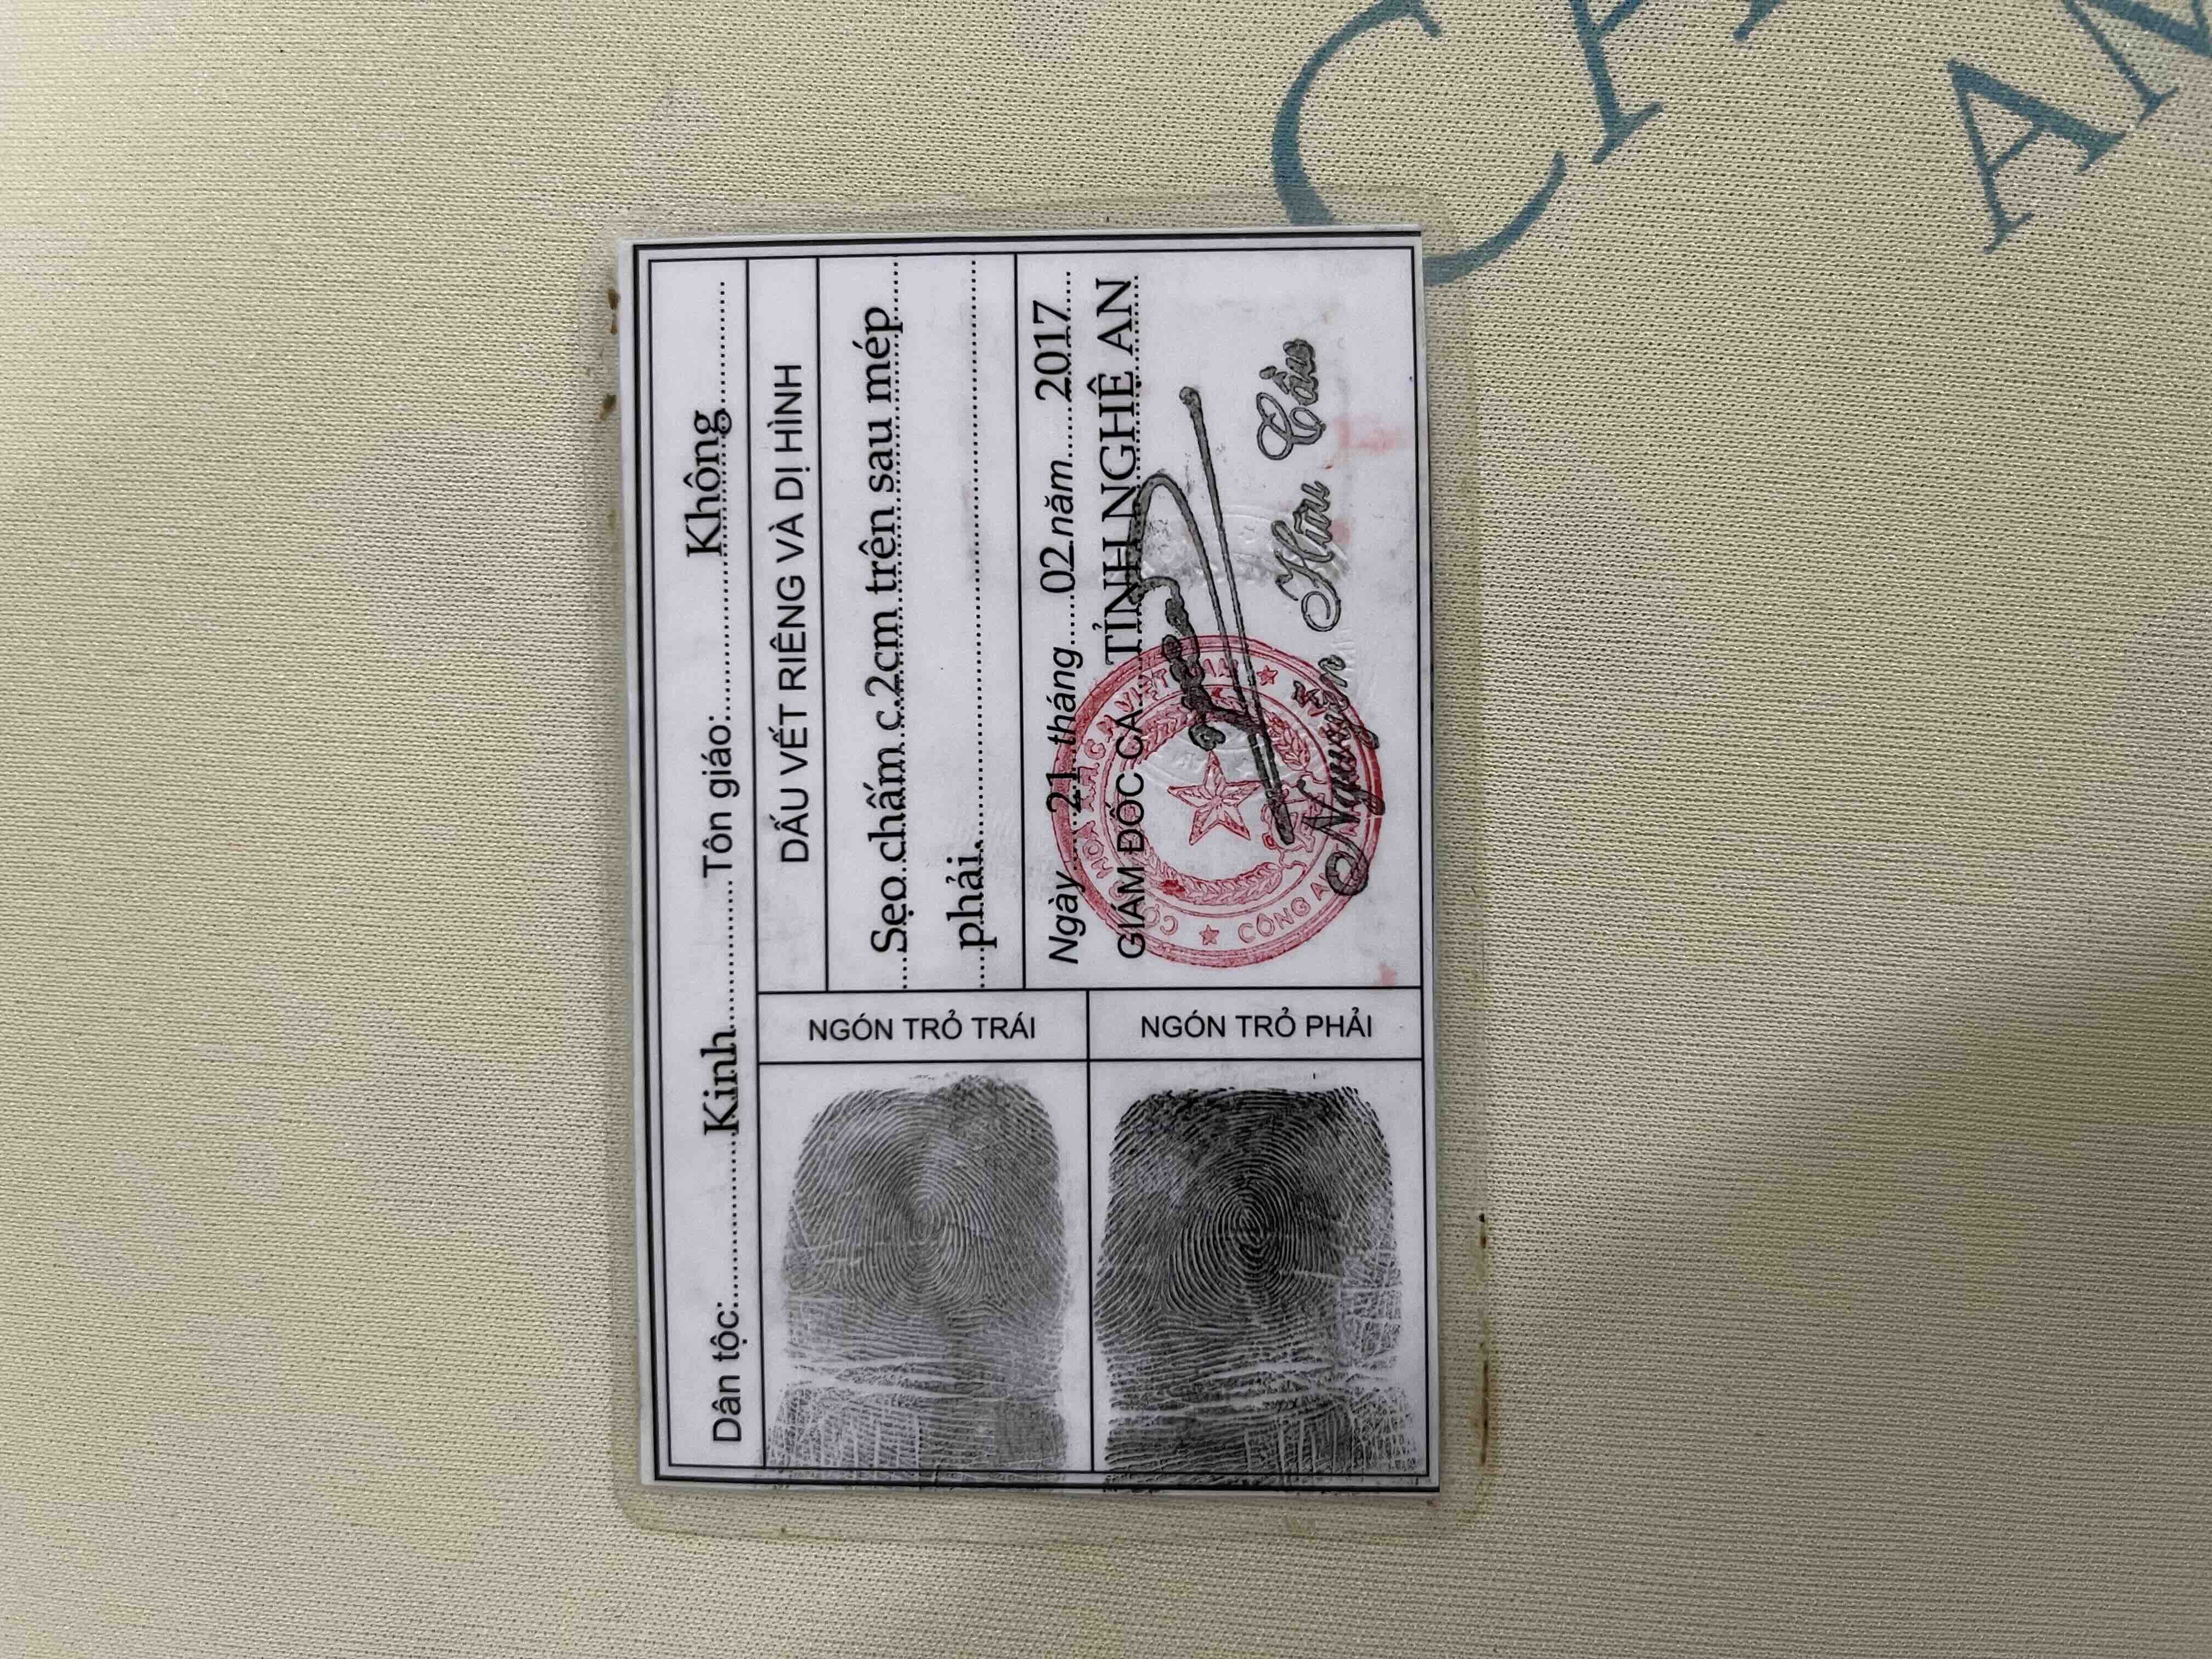 Dân tộc: Kinh Tôn giáo: Không
DẤU VẾT RIÊNG VÀ DỊ HÌNH
Sẹo chấm c.2cm trên sau mép
phải.
Ngày 21 tháng 02 năm 2017
GIÁM ĐỐC CA TỈNH NGHỆ AN
Nguyễn Hữu Cầu
NGÓN TRỎ TRÁI
NGÓN TRỎ PHẢI